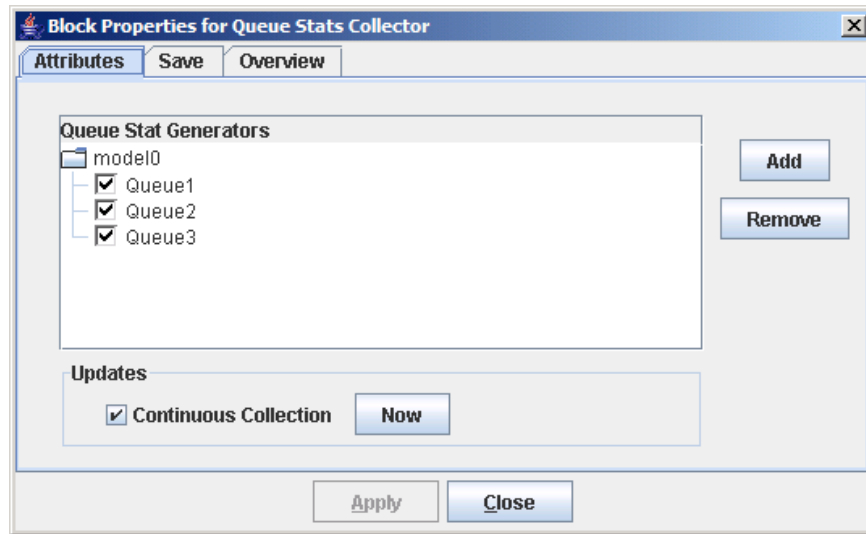 Block Properties for Queue Stats Collector
Attributes Save Overview
Queue Stat Generators
model0
Queue1
Queue2
Queue3
Add
Remove
Updates
Continuous Collection Now
Apply Close